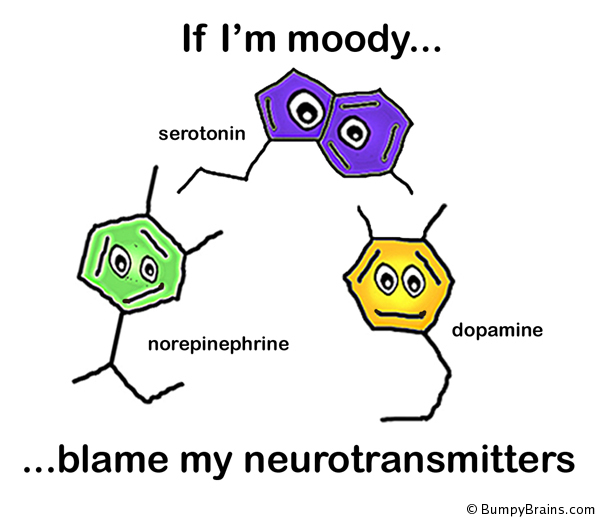 If I'm moody...
serotonin
norepinephrine
dopamine
...blame my neurotransmitters
© BumpyBrains.com